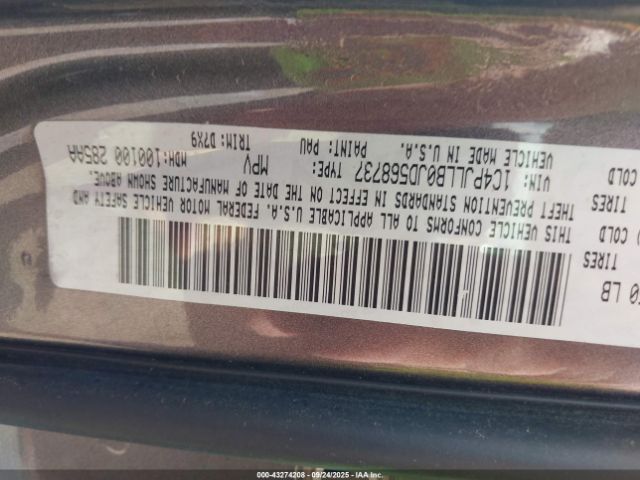 50 LB
TIRES
COLD
TIRES
COLD
THIS VEHICLE CONFORMS TO ALL APPLICABLE U.S.A. FEDERAL MOTOR VEHICLE SAFETY AND
THEFT PREVENTION STANDARDS IN EFFECT ON THE DATE OF MANUFACTURE SHOWN ABOVE.
VIN: 1C4PJLLB0JD568737 TYPE: MPV MDH:100100 285AA
VEHICLE MADE IN U.S.A. PAINT: PAU TRIM: D7X9
000-43274208 - 09/24/2025 - IAA Inc.